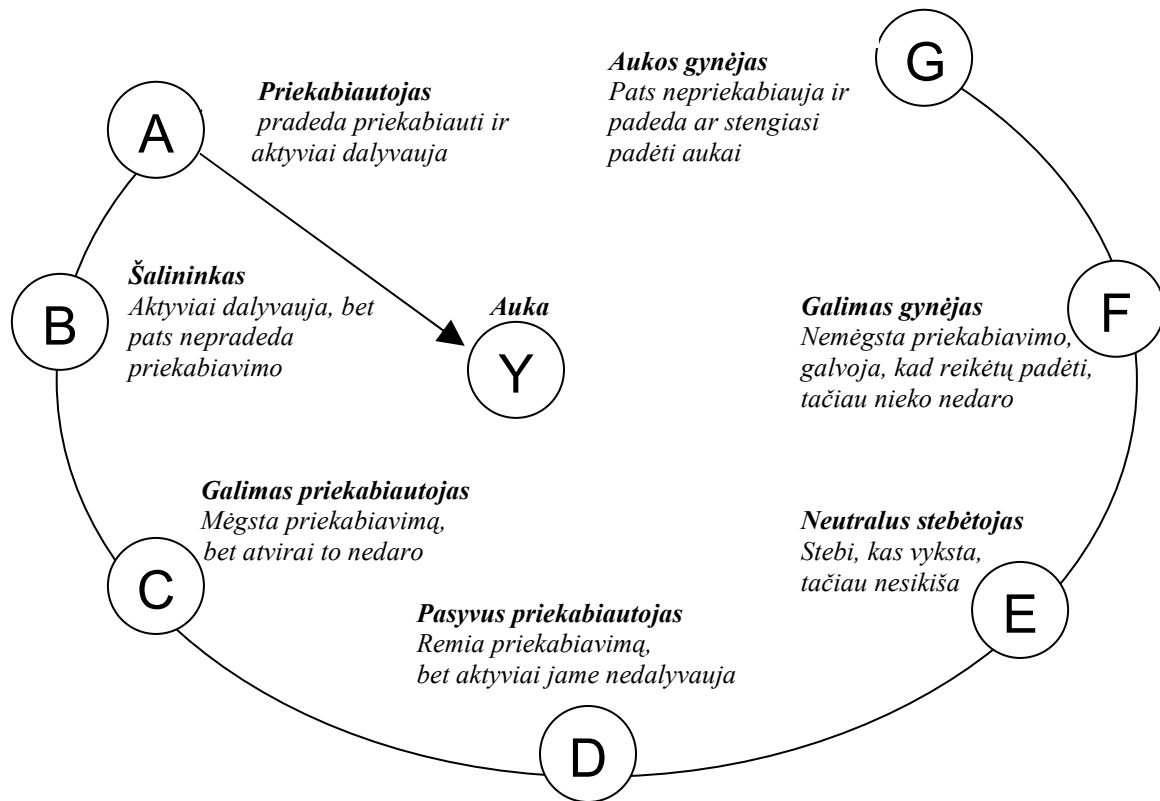 A
Priekabiautojas
pradeda priekabiauti ir
aktyviai dalyvauja
Aukos gynėjas
Pats nepriekabiauja ir
padeda ar stengiasi
padėti aukai
G
B
Šalininkas
Aktyviai dalyvauja, bet
pats nepradeda
priekabiavimo
Auka
Y
Galimas gynėjas
Nemėgsta priekabiavimo,
galvoja, kad reikėtų padėti,
tačiau nieko nedaro
F
Galimas priekabiautojas
Mėgsta priekabiavimą,
bet atvirai to nedaro
C
Neutralus stebėtojas
Stebi, kas vyksta,
tačiau nesikiša
E
Pasyvus priekabiautojas
Remia priekabiavimą,
bet aktyviai jame nedalyvauja
D